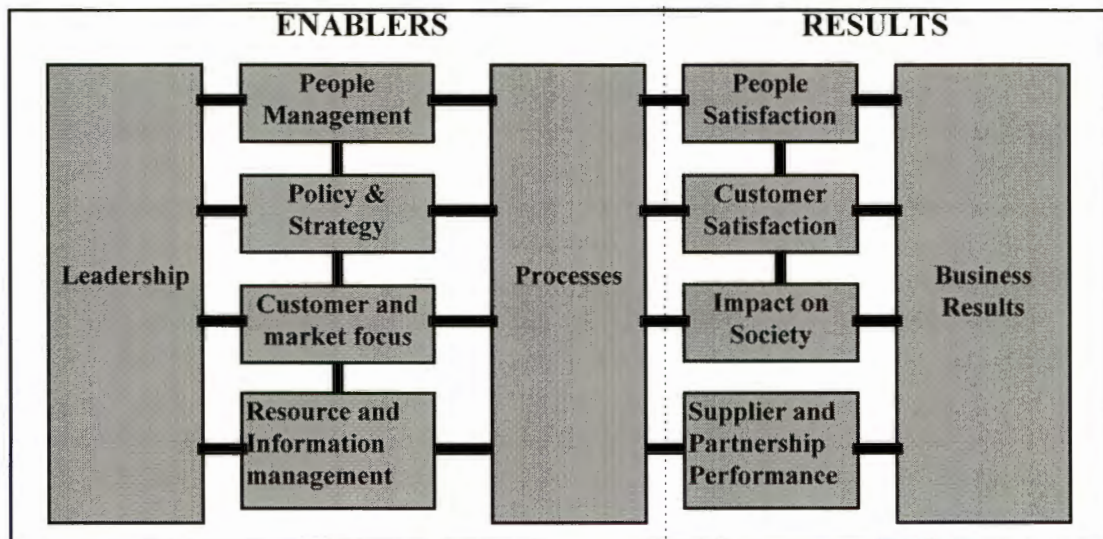 ENABLERS
RESULTS
Leadership
People
Management
Policy &
Strategy
Customer and
market focus
Resource and
Information
management
Processes
People
Satisfaction
Customer
Satisfaction
Impact on
Society
Supplier and
Partnership
Performance
Business
Results